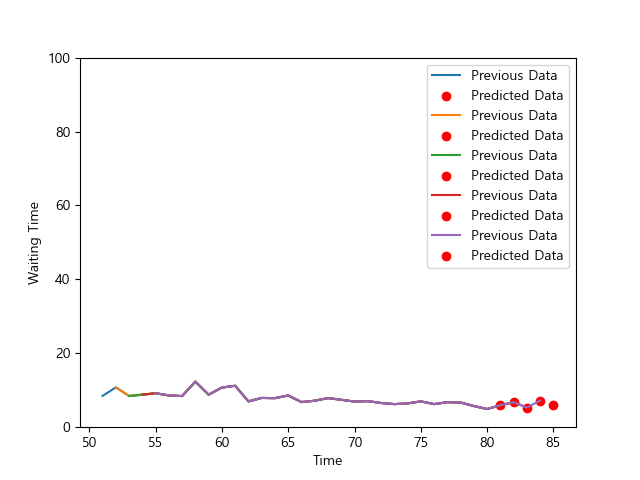 100
80
60
40
20
0
Waiting Time
50 55 60 65 70 75 80 85
Time
Previous Data
Predicted Data
Previous Data
Predicted Data
Previous Data
Predicted Data
Previous Data
Predicted Data
Previous Data
Predicted Data